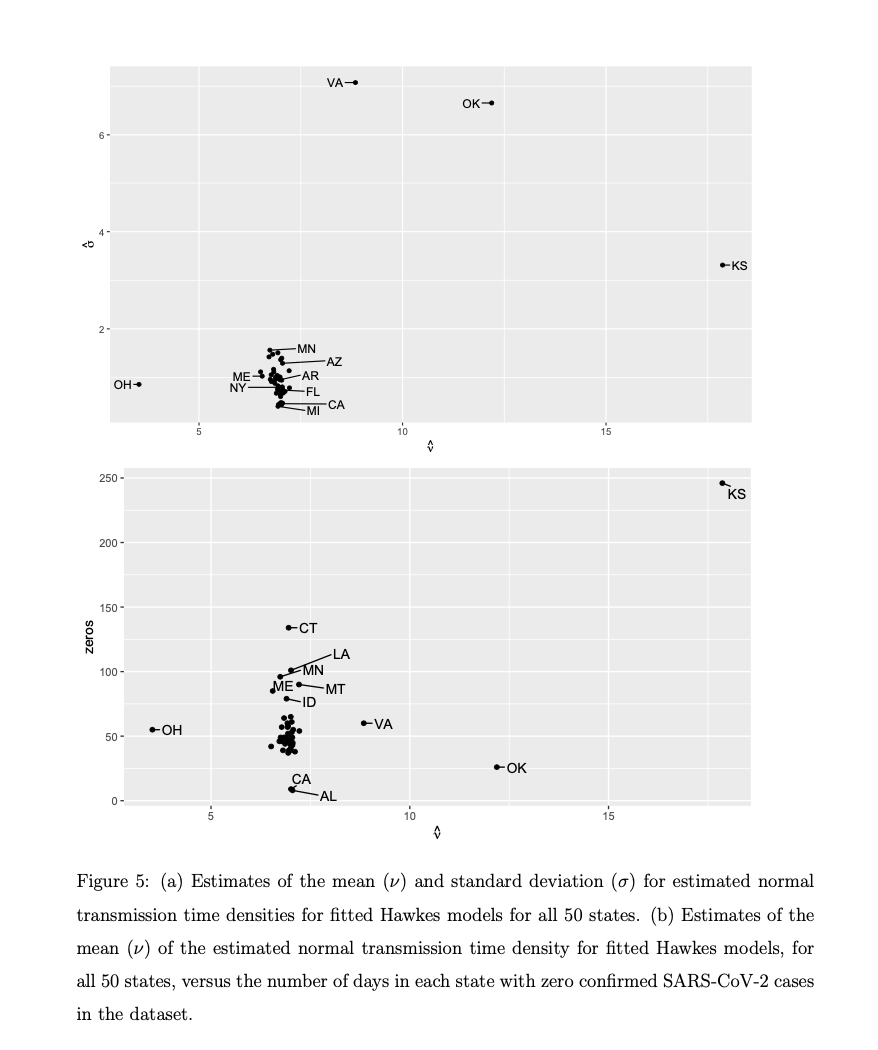 VA
OK
6
4
σ̂
KS
2
MN
AZ
ME
AR
OH
NY
FL
CA
MI
5
10
15
ν̂
250
KS
200
150
CT
zeros
LA
100
MN
ME
MT
ID
50
OH
VA
OK
CA
AL
0
5
10
15
ν̂
Figure 5: (a) Estimates of the mean (ν) and standard deviation (σ) for estimated normal
transmission time densities for fitted Hawkes models for all 50 states. (b) Estimates of the
mean (ν) of the estimated normal transmission time density for fitted Hawkes models, for
all 50 states, versus the number of days in each state with zero confirmed SARS-CoV-2 cases
in the dataset.